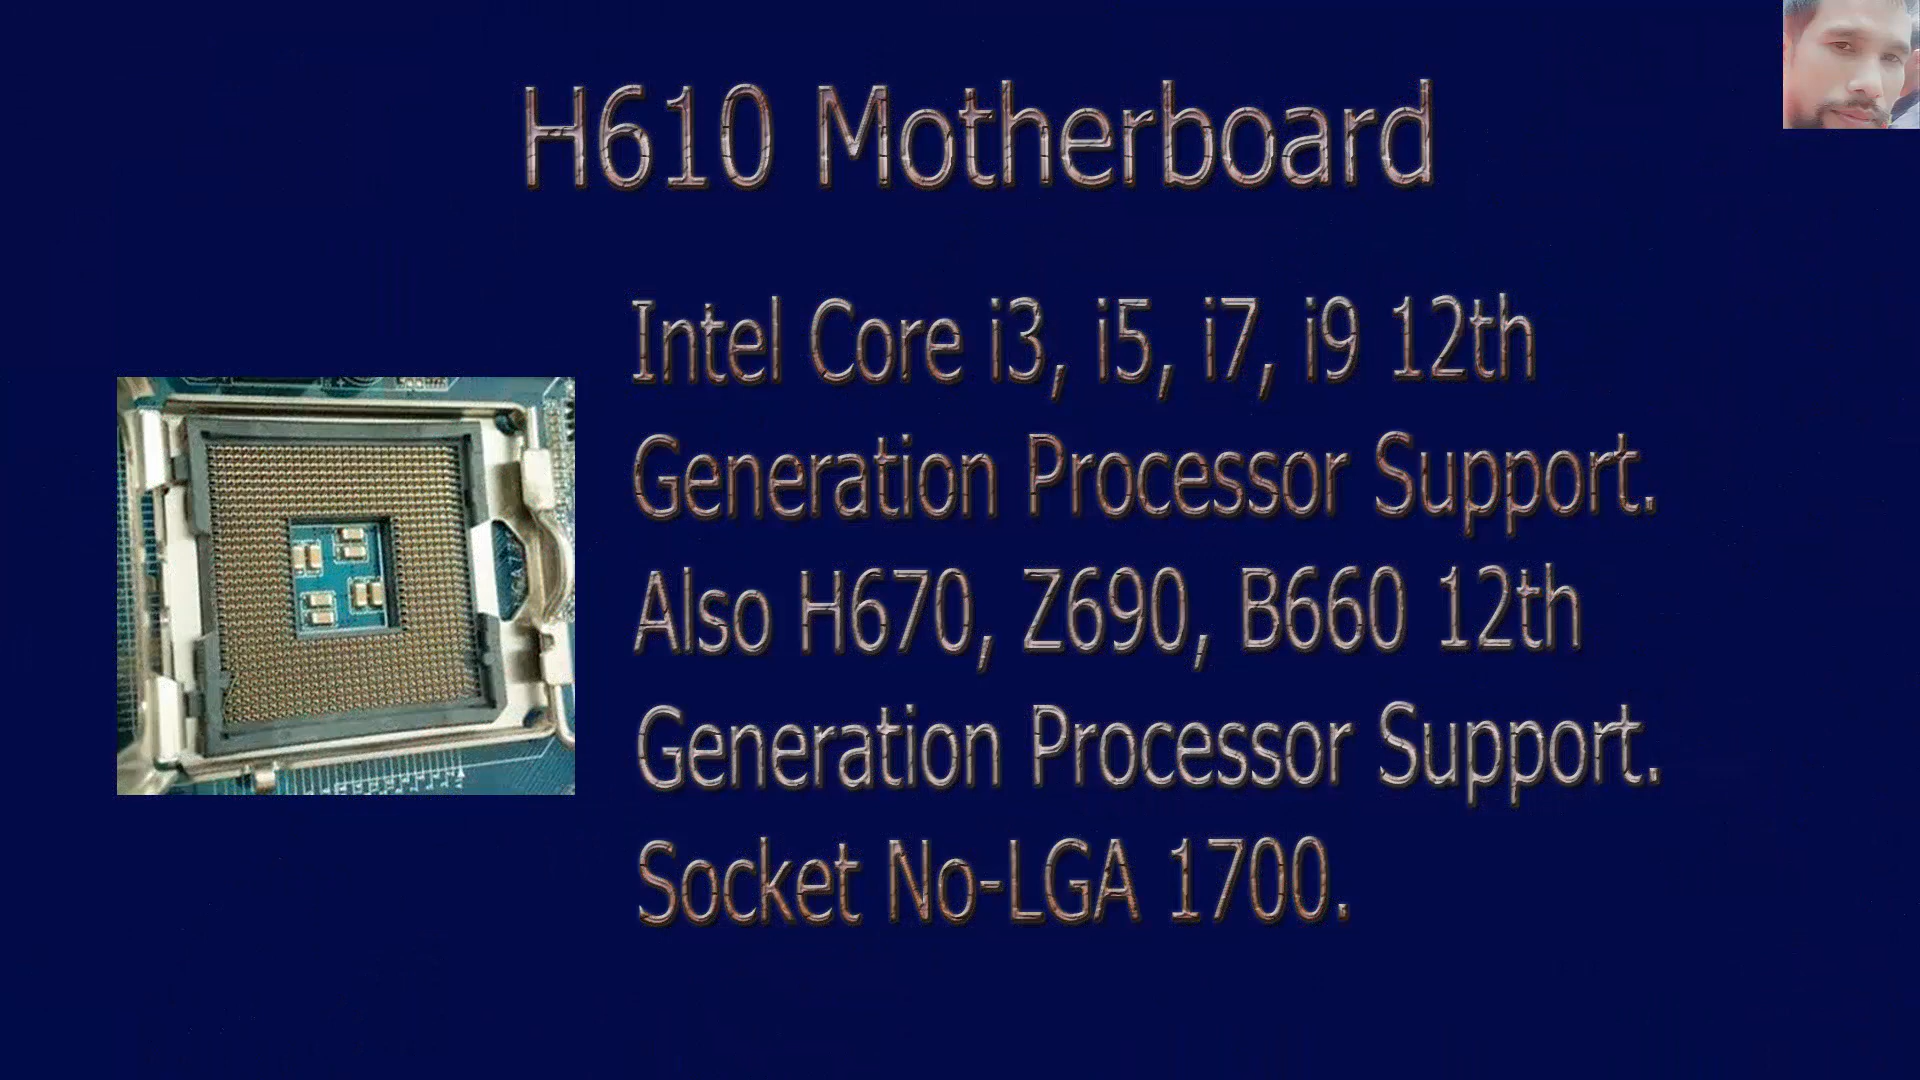 H610 Motherboard
Intel Core i3, i5, i7, i9 12th
Generation Processor Support.
Also H670, Z690, B660 12th
Generation Processor Support.
Socket No-LGA 1700.